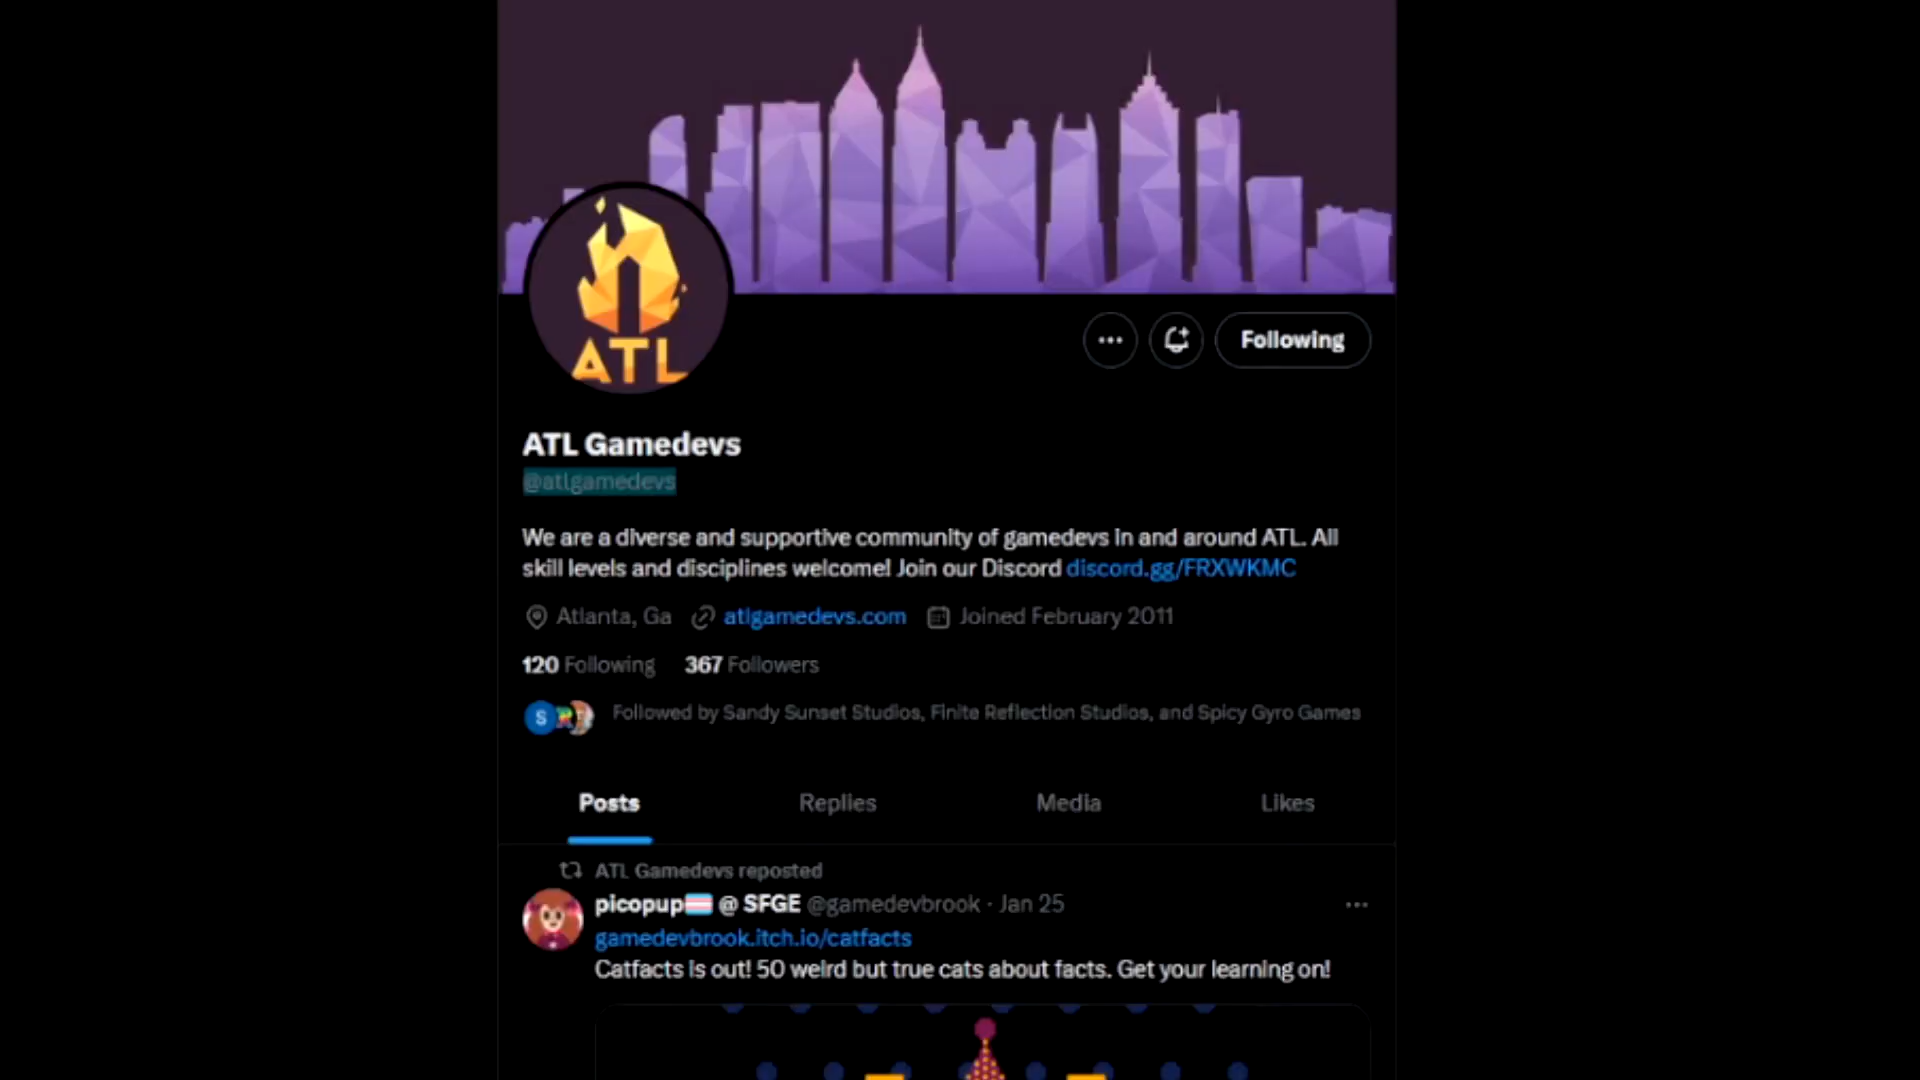 ATL
Following
ATL Gamedevs
@atlgamedevs
We are a diverse and supportive community of gamedevs in and around ATL. All
skill levels and disciplines welcome! Join our Discord discord.gg/FRXWKMC
Atlanta, Ga atlgamedevs.com Joined February 2011
120 Following 367 Followers
S Followed by Sandy Sunset Studios, Finite Reflection Studios, and Spicy Gyro Games
Posts Replies Media Likes
ATL Gamedevs reposted
picopup @ SFGE @gamedevbrook · Jan 25
gamedevbrook.itch.io/catfacts
Catfacts is out! 50 weird but true cats about facts. Get your learning on!